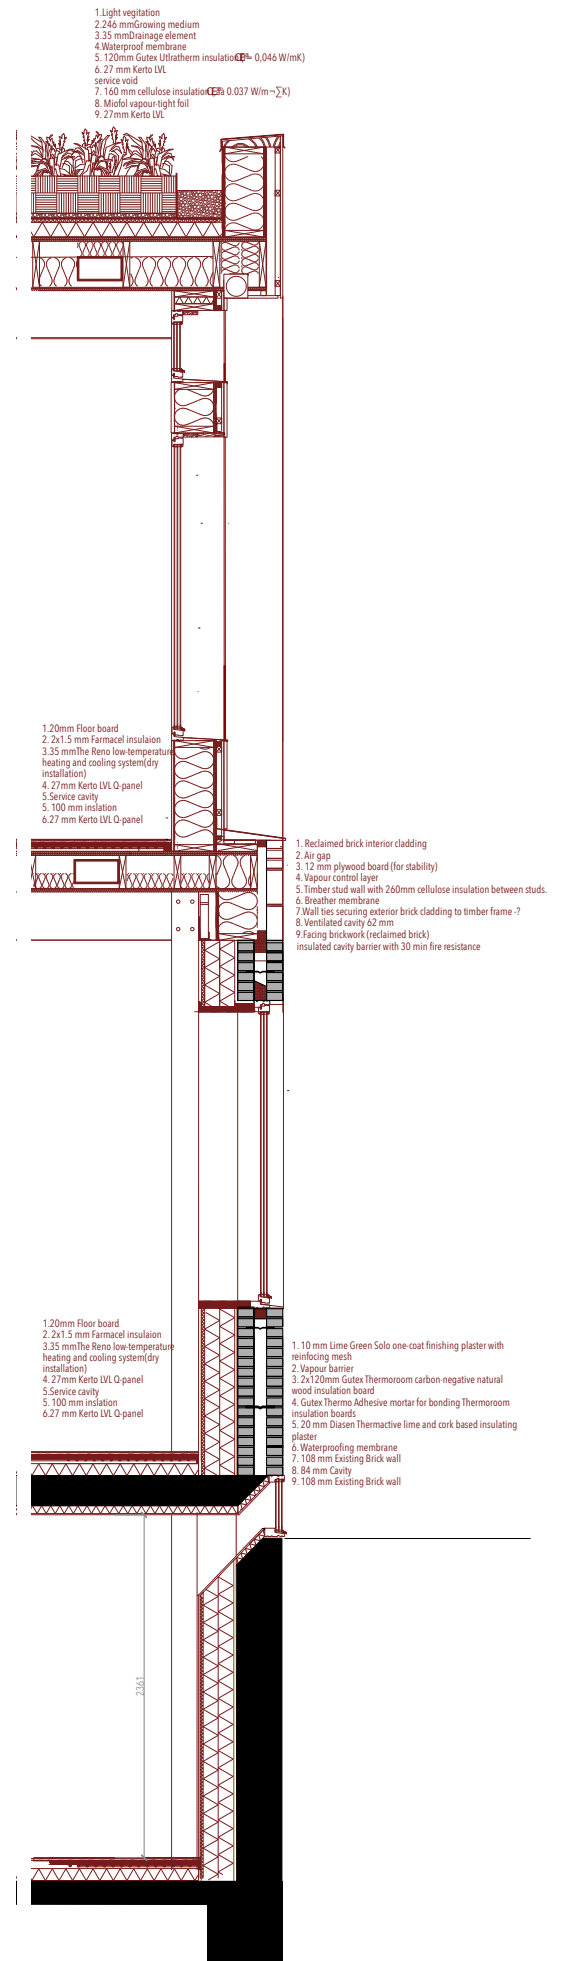 1.Light vegitation
2.246 mmGrowing medium
3.35 mmDrainage element
4.Waterproof membrane
5. 120mm Gutex Utlratherm insulation = 0,046 W/mK)
6. 27 mm Kerto LVL
service void
7. 160 mm cellulose insulation 0.037 W/m¬∑K)
8. Miofol vapour-tight foil
9. 27mm Kerto LVL
1.20mm Floor board
2. 2x1.5 mm Farmacel insulaion
3.35 mmThe Reno low-temperature
heating and cooling system(dry
installation)
4. 27mm Kerto LVL Q-panel
5.Service cavity
5. 100 mm inslation
6.27 mm Kerto LVL Q-panel
1. Reclaimed brick interior cladding
2. Air gap
3. 12 mm plywood board (for stability)
4. Vapour control layer
5. Timber stud wall with 260mm cellulose insulation between studs.
6. Breather membrane
7.Wall ties securing exterior brick cladding to timber frame -?
8. Ventilated cavity 62 mm
9.Facing brickwork (reclaimed brick)
insulated cavity barrier with 30 min fire resistance
1.20mm Floor board
2. 2x1.5 mm Farmacel insulaion
3.35 mmThe Reno low-temperature
heating and cooling system(dry
installation)
4. 27mm Kerto LVL Q-panel
5.Service cavity
5. 100 mm inslation
6.27 mm Kerto LVL Q-panel
1. 10 mm Lime Green Solo one-coat finishing plaster with
reinfocing mesh
2. Vapour barrier
3. 2x120mm Gutex Thermoroom carbon-negative natural
wood insulation board
4. Gutex Thermo Adhesive mortar for bonding Thermoroom
insulation boards
5. 20 mm Diasen Thermactive lime and cork based insulating
plaster
6. Waterproofing membrane
7. 108 mm Existing Brick wall
8. 84 mm Cavity
9. 108 mm Existing Brick wall
2361